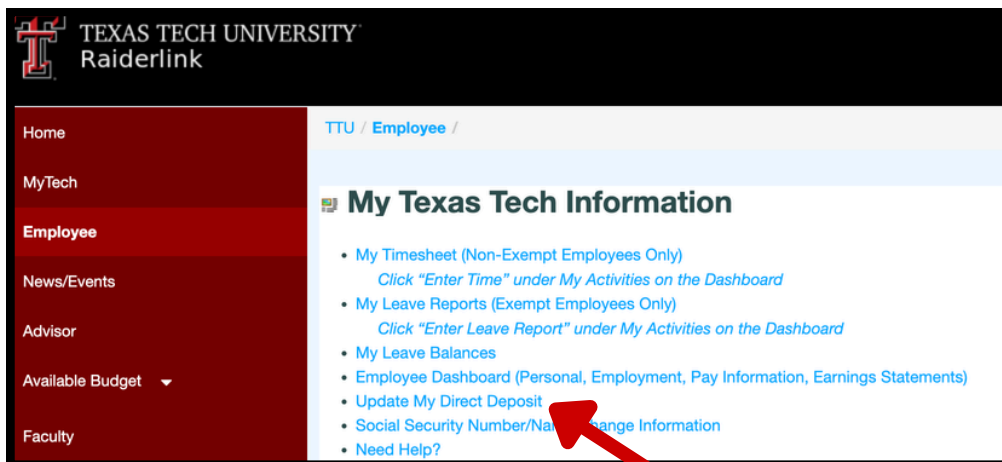 TEXAS TECH UNIVERSITY
Raiderlink
Home
MyTech
Employee
News/Events
Advisor
Available Budget
Faculty
TTU / Employee /
My Texas Tech Information
• My Timesheet (Non-Exempt Employees Only)
Click “Enter Time” under My Activities on the Dashboard
• My Leave Reports (Exempt Employees Only)
Click “Enter Leave Report” under My Activities on the Dashboard
• My Leave Balances
• Employee Dashboard (Personal, Employment, Pay Information, Earnings Statements)
• Update My Direct Deposit
• Social Security Number/ Information
• Need Help?